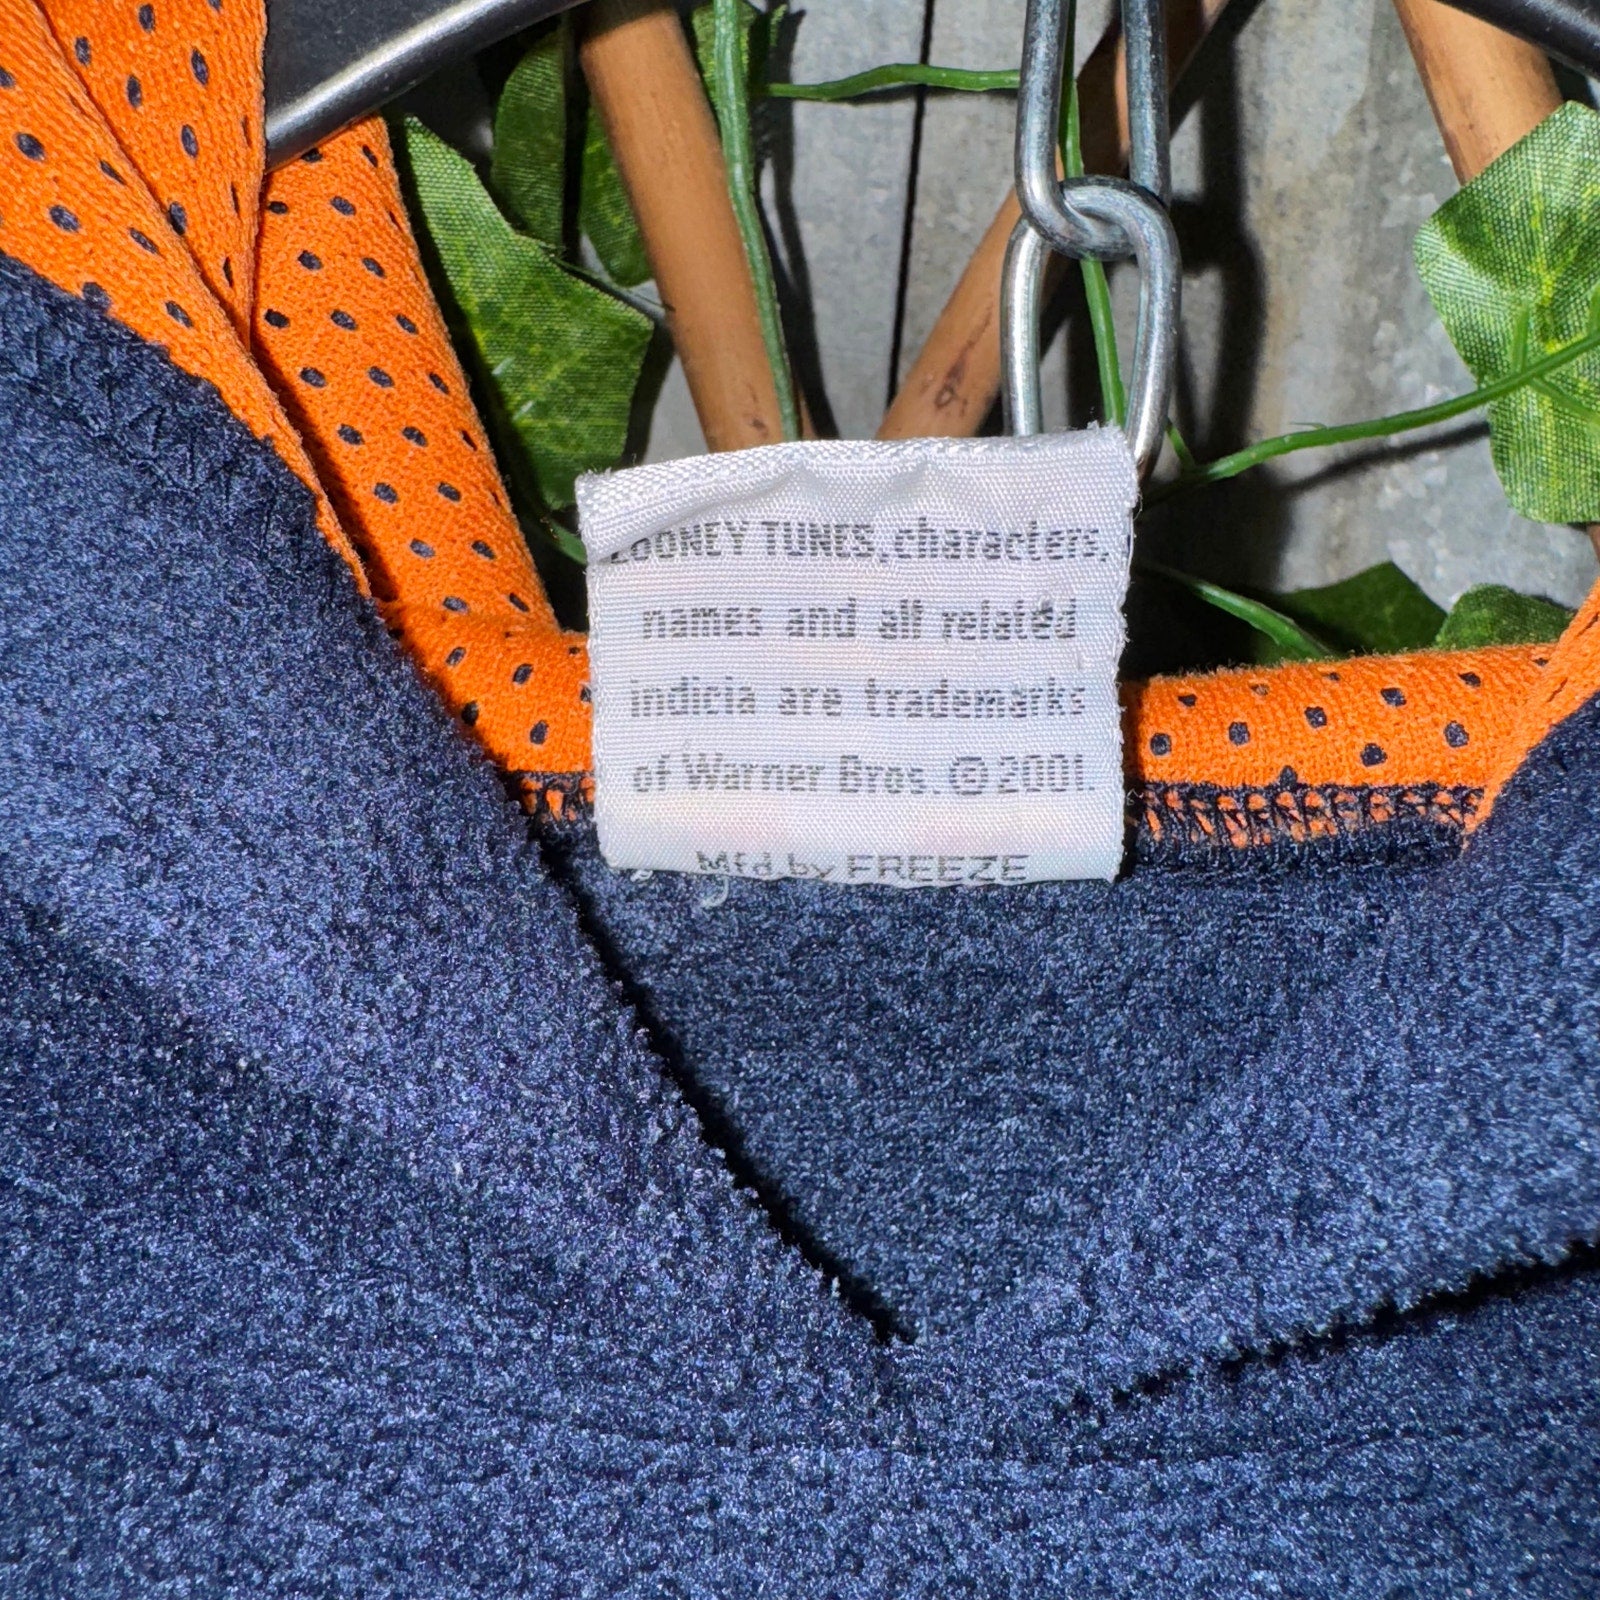 LOONEY TUNES, characters,
names and all related
indicia are trademarks
of Warner Bros. © 2001.
Mfd by FREEZE